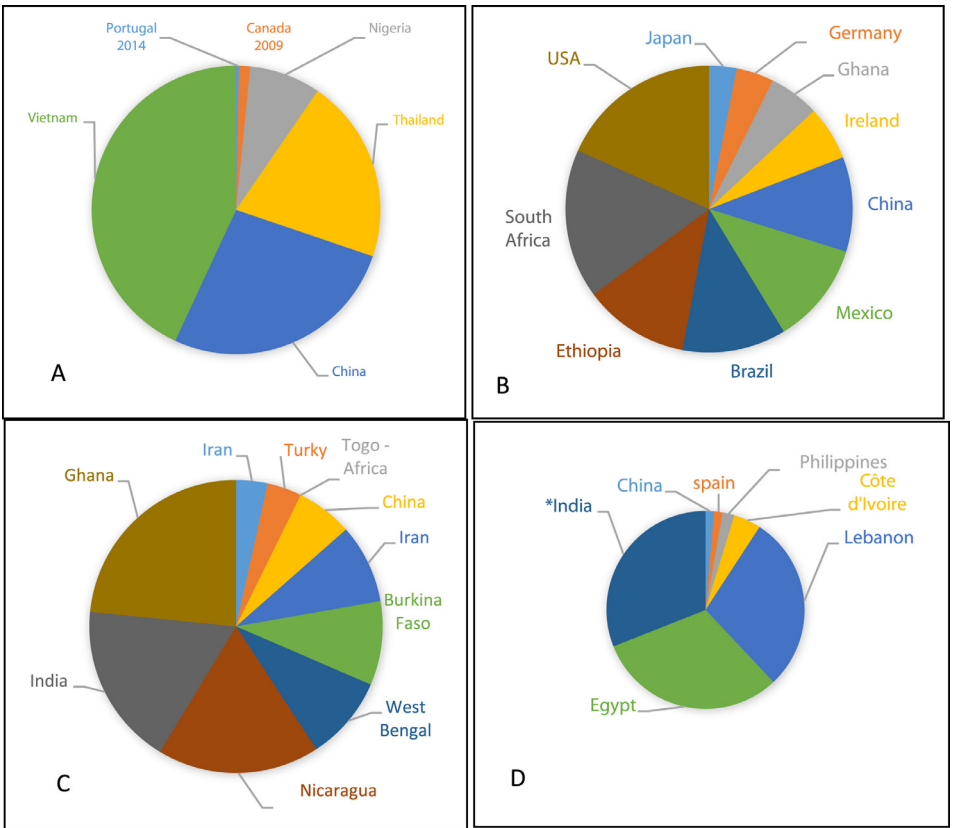 Portugal
2014
Canada
2009
Nigeria
Vietnam
Thailand
China
A
Japan
Germany
USA
Ghana
Ireland
China
South
Africa
Mexico
Ethiopia
Brazil
B
Iran
Turky
Togo -
Africa
Ghana
China
Iran
Burkina
Faso
India
West
Bengal
Nicaragua
C
Philippines
China
spain
Côte
d'Ivoire
*India
Lebanon
Egypt
D